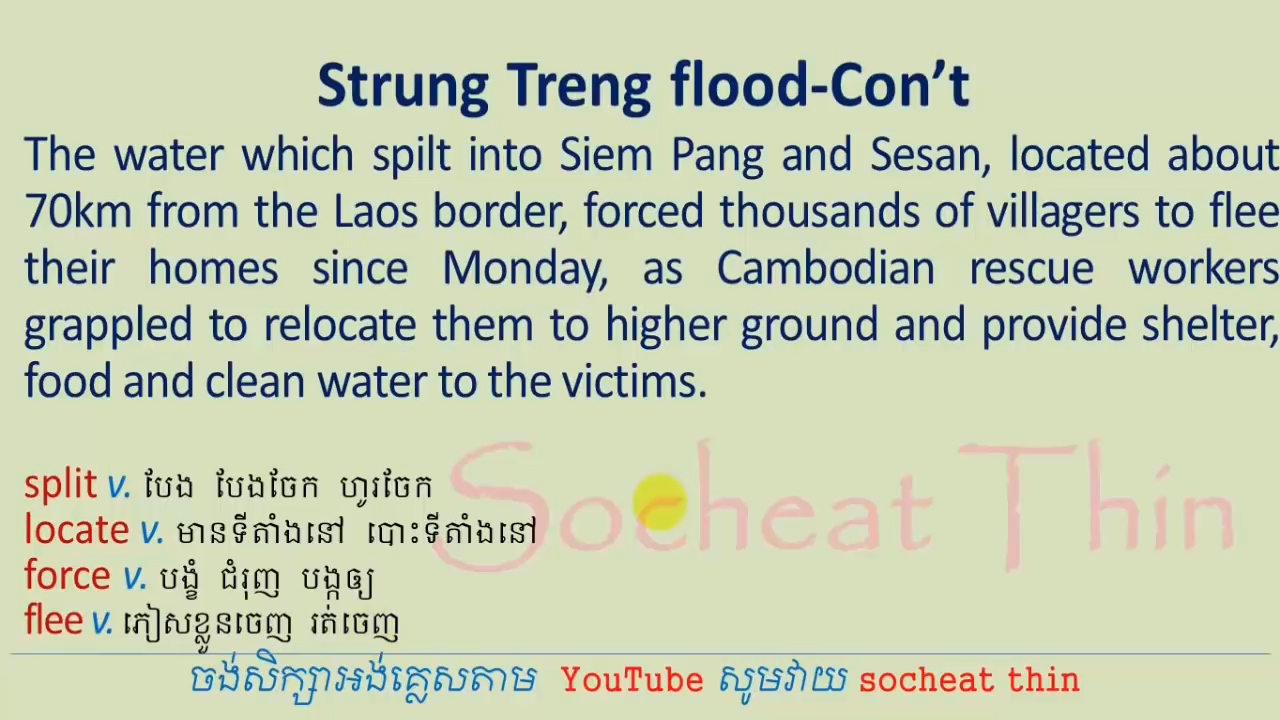 Strung Treng flood-Con’t
The water which spilt into Siem Pang and Sesan, located about
70km from the Laos border, forced thousands of villagers to flee
their homes since Monday, as Cambodian rescue workers
grappled to relocate them to higher ground and provide shelter,
food and clean water to the victims.
Socheat Thin
split v. បែង បែងចែក ហូរចែក
locate v. មានទីតាំងនៅ បោះទីតាំងនៅ
force v. បង្ខំ ជំរុញ បង្កឲ្យ
flee v. ភៀសខ្លួនចេញ រត់ចេញ
ចង់សិក្សាអង់គ្លេសតាម YouTube សូមវាយ socheat thin